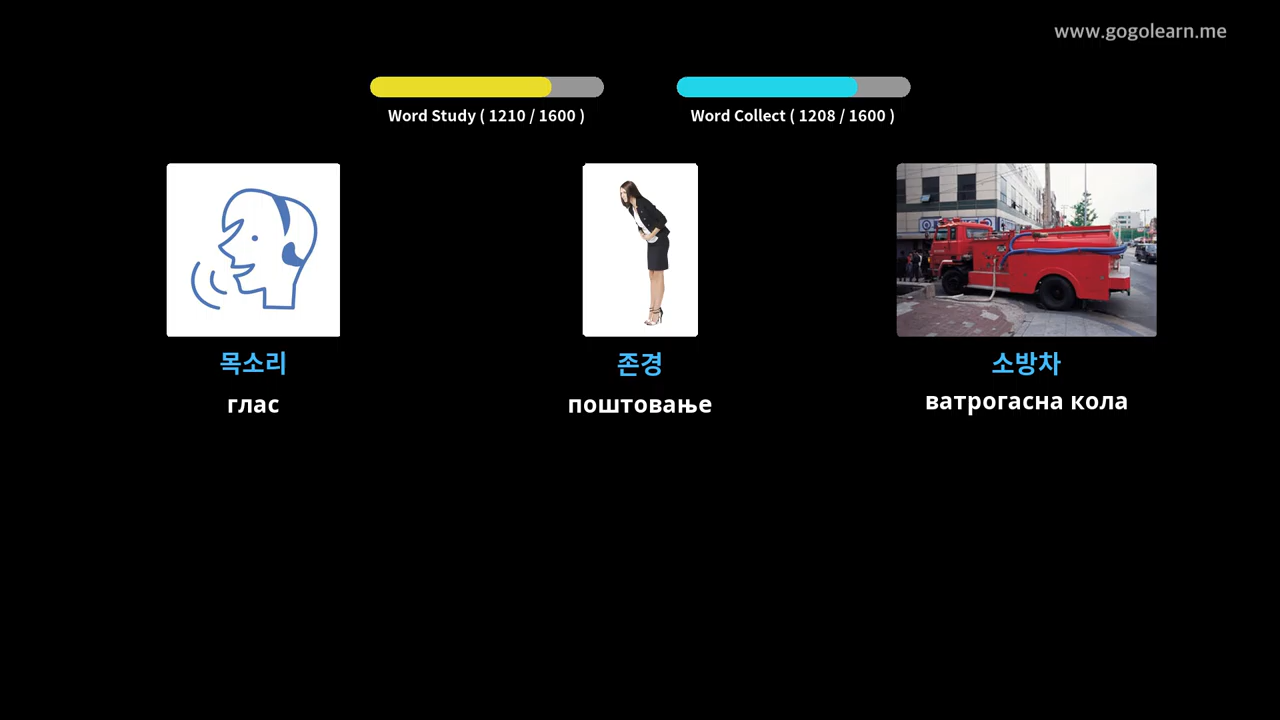 www.gogolearn.me
Word Study ( 1210 / 1600 )
Word Collect ( 1208 / 1600 )
목소리
존경
소방차
глас
поштовање
ватрогасна кола